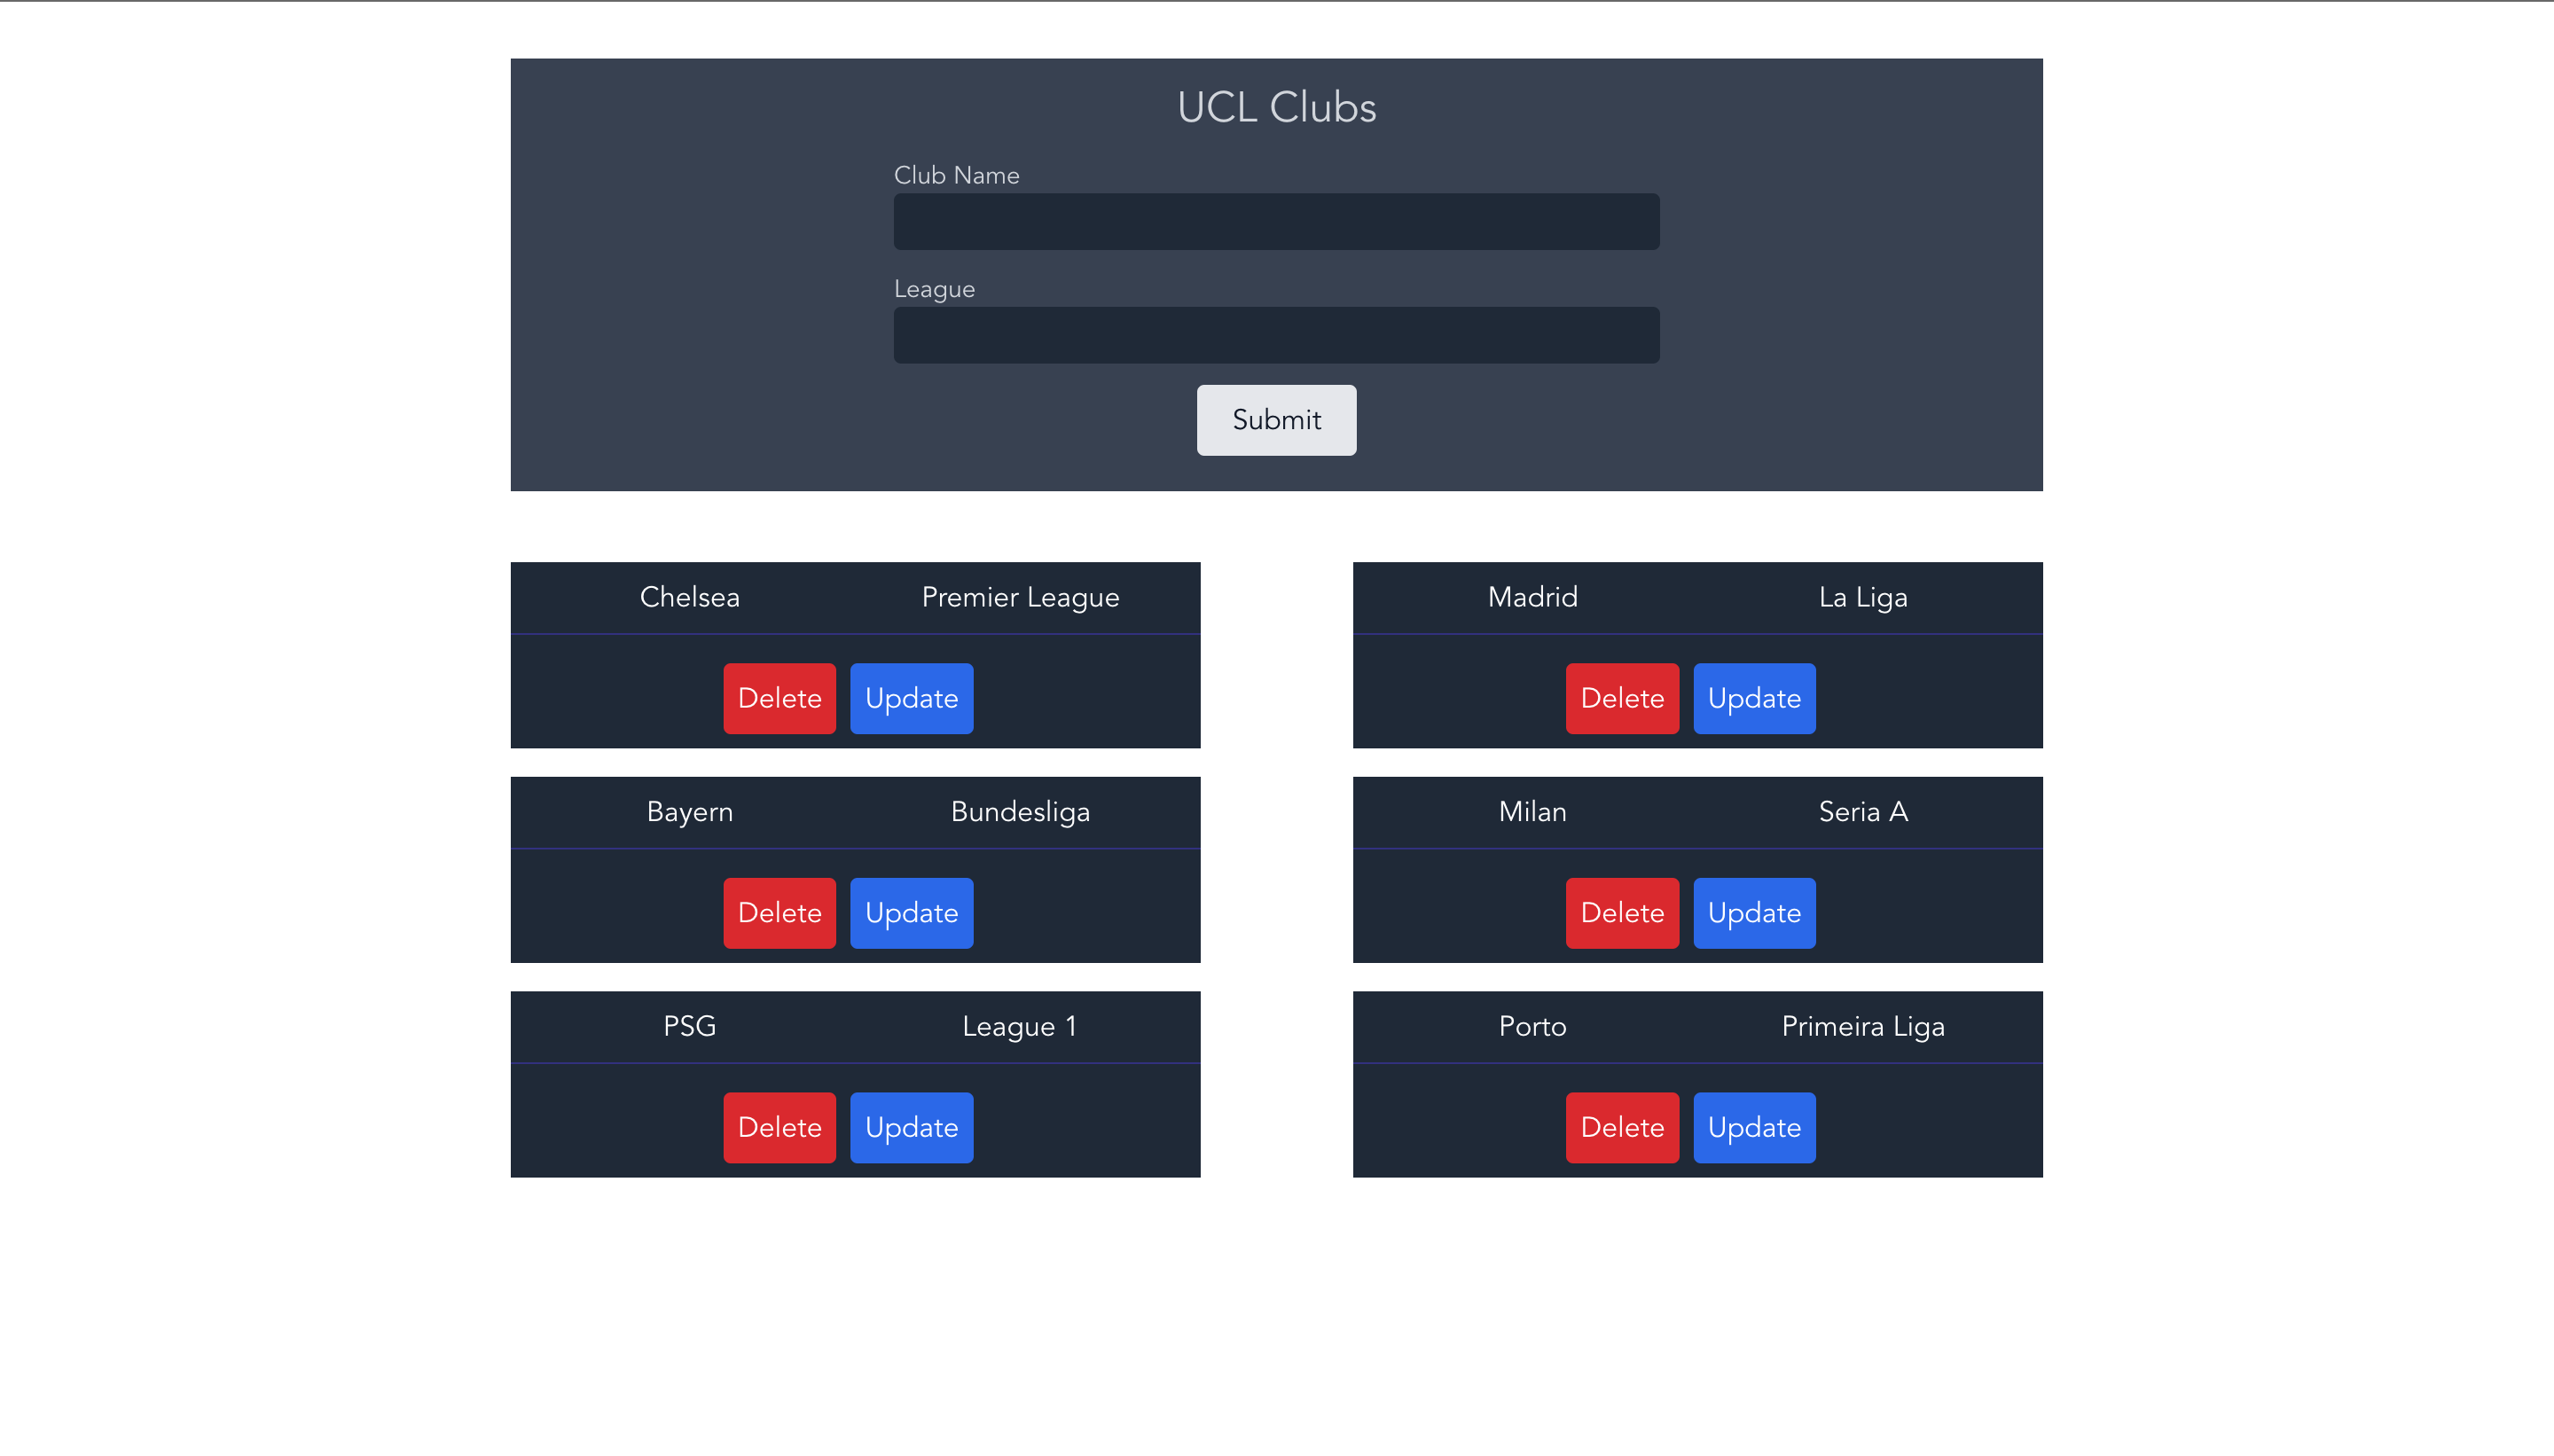 UCL Clubs
Club Name
League
Submit
Chelsea Premier League
Delete Update
Madrid La Liga
Delete Update
Bayern Bundesliga
Delete Update
Milan Seria A
Delete Update
PSG League 1
Delete Update
Porto Primeira Liga
Delete Update